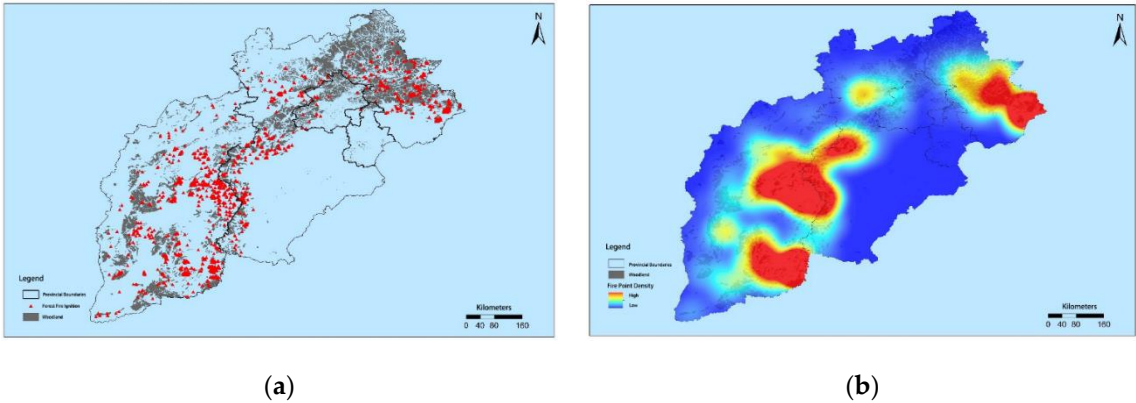 N
Legend
Provincial Boundaries
Forest Fire Ignition
Woodland
Kilometers
0 40 80 160
(a)
N
Legend
Provincial Boundaries
Woodland
Fire Point Density
High
Low
Kilometers
0 40 80 160
(b)